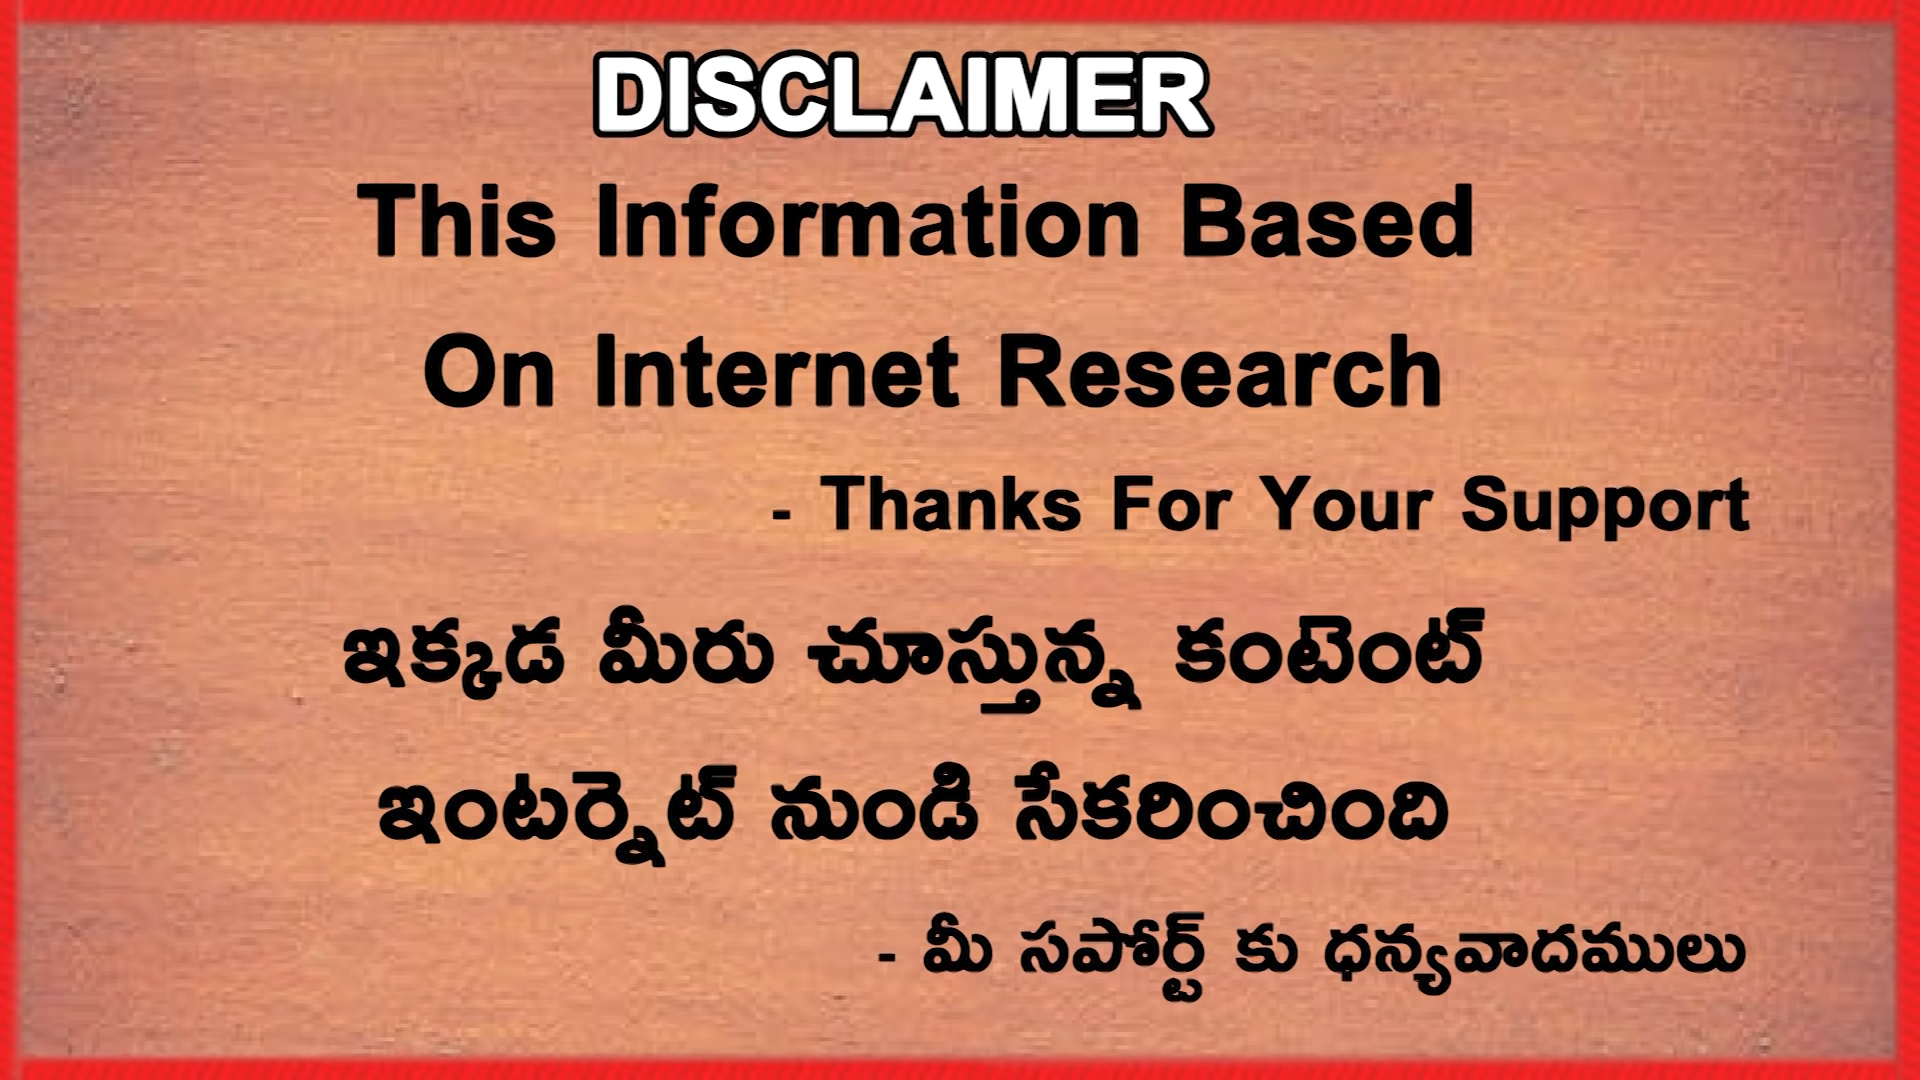 DISCLAIMER
This Information Based
On Internet Research
- Thanks For Your Support
ఇక్కడ మీరు చూస్తున్న కంటెంట్
ఇంటర్నెట్ నుండి సేకరించింది
- మీ సపోర్ట్ కు ధన్యవాదములు